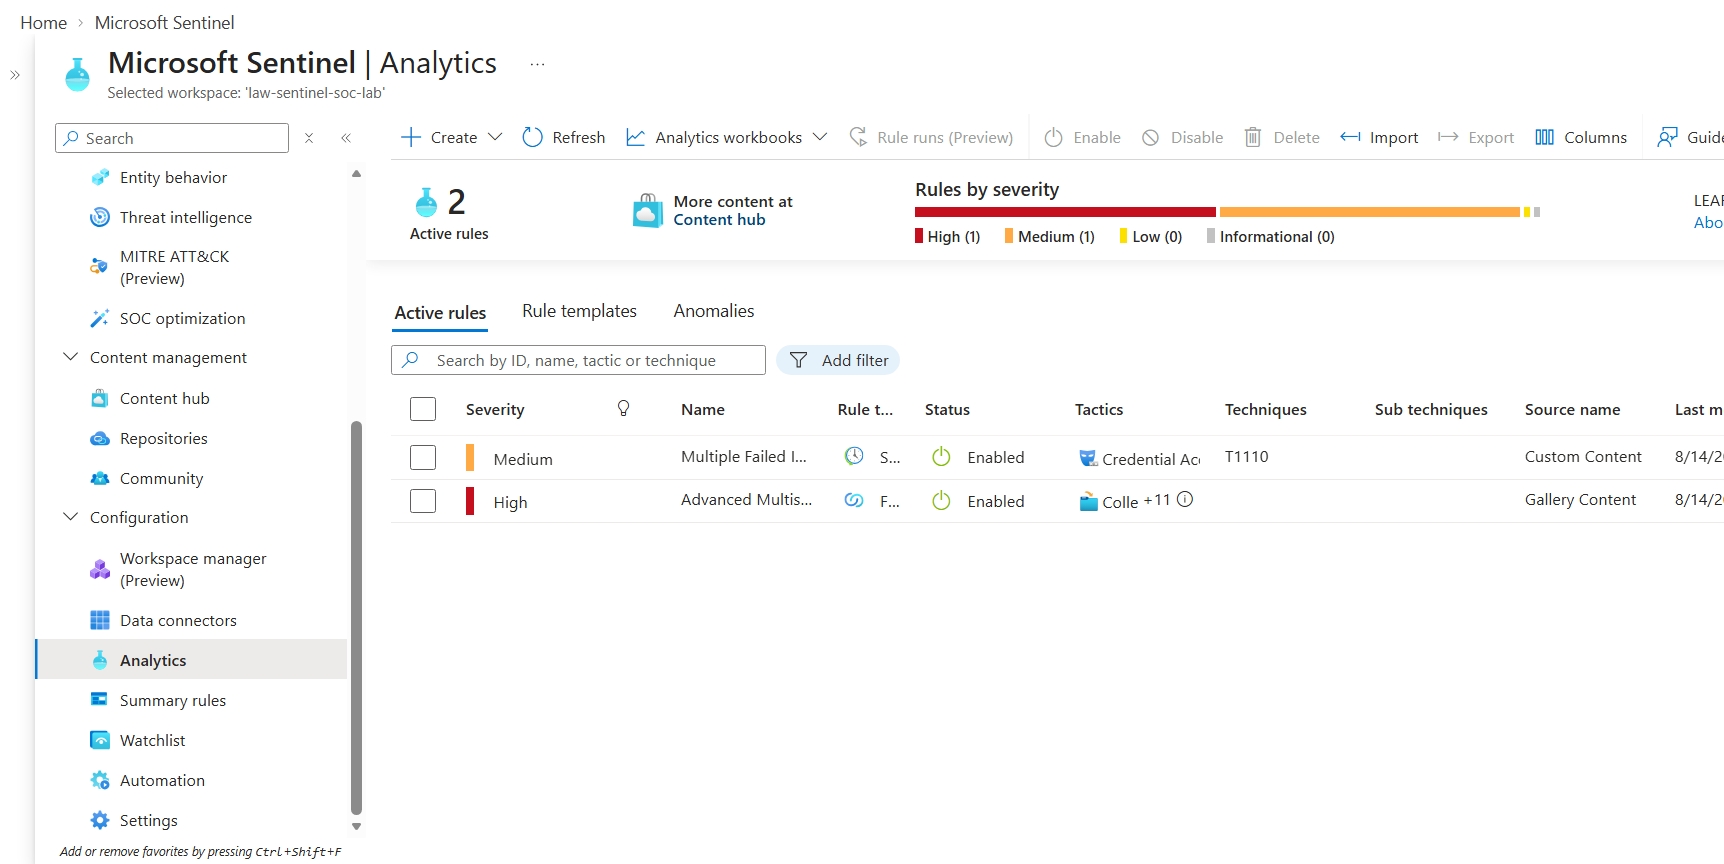 Home > Microsoft Sentinel
Microsoft Sentinel | Analytics ...
Selected workspace: 'law-sentinel-soc-lab'
Search
Entity behavior
Threat intelligence
MITRE ATT&CK
(Preview)
SOC optimization
Content management
Content hub
Repositories
Community
Configuration
Workspace manager
(Preview)
Data connectors
Analytics
Summary rules
Watchlist
Automation
Settings
Add or remove favorites by pressing Ctrl+Shift+F
Create Refresh Analytics workbooks Rule runs (Preview) Enable Disable Delete Import Export Columns Guide
2
Active rules
More content at
Content hub
Rules by severity
High (1) Medium (1) Low (0) Informational (0)
LEAR
Abo
Active rules Rule templates Anomalies
Search by ID, name, tactic or technique Add filter
Severity Name Rule t... Status Tactics Techniques Sub techniques Source name Last m
Medium Multiple Failed I... S... Enabled Credential Acc T1110 Custom Content 8/14/20
High Advanced Multis... F... Enabled Colle +11 Gallery Content 8/14/20